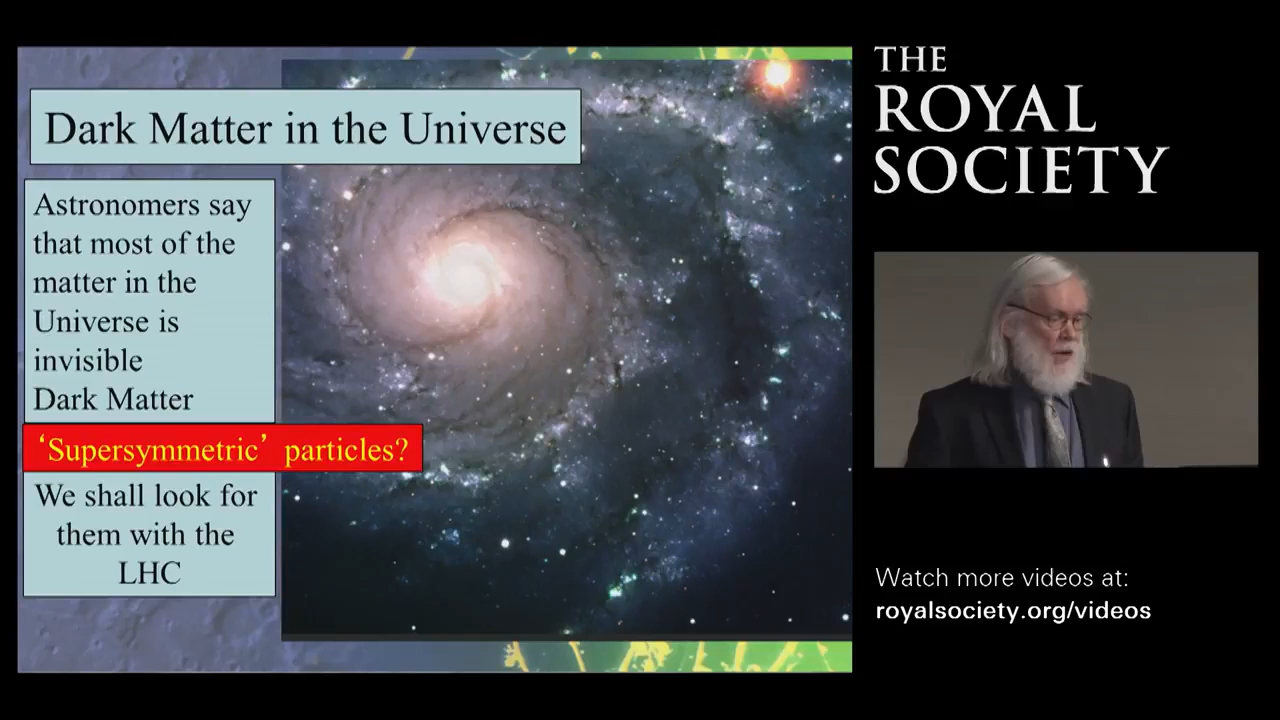 Dark Matter in the Universe
Astronomers say
that most of the
matter in the
Universe is
invisible
Dark Matter
‘Supersymmetric’ particles?
We shall look for
them with the
LHC
THE
ROYAL
SOCIETY
Watch more videos at:
royalsociety.org/videos